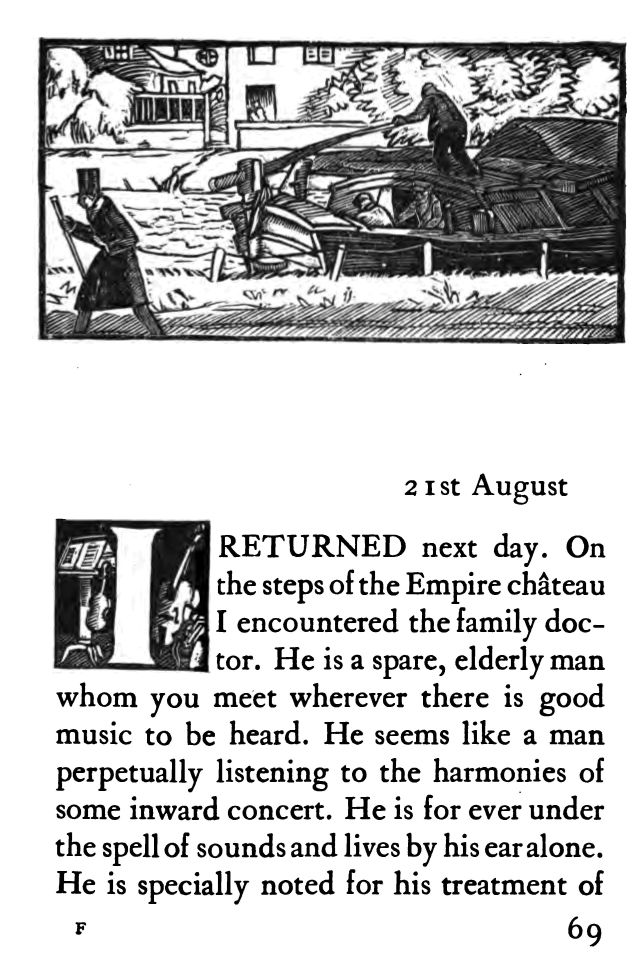 21st August
I RETURNED next day. On
the steps of the Empire château
I encountered the family doc-
tor. He is a spare, elderly man
whom you meet wherever there is good
music to be heard. He seems like a man
perpetually listening to the harmonies of
some inward concert. He is for ever under
the spell of sounds and lives by his ear alone.
He is specially noted for his treatment of
F 69